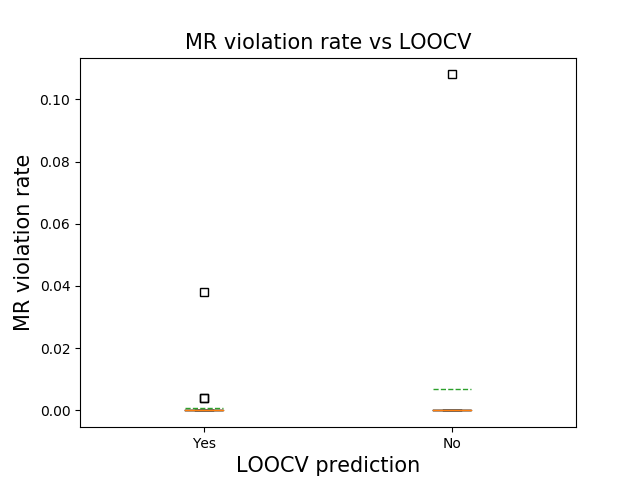 MR violation rate vs LOOCV
MR violation rate
0.10
0.08
0.06
0.04
0.02
0.00
Yes
No
LOOCV prediction